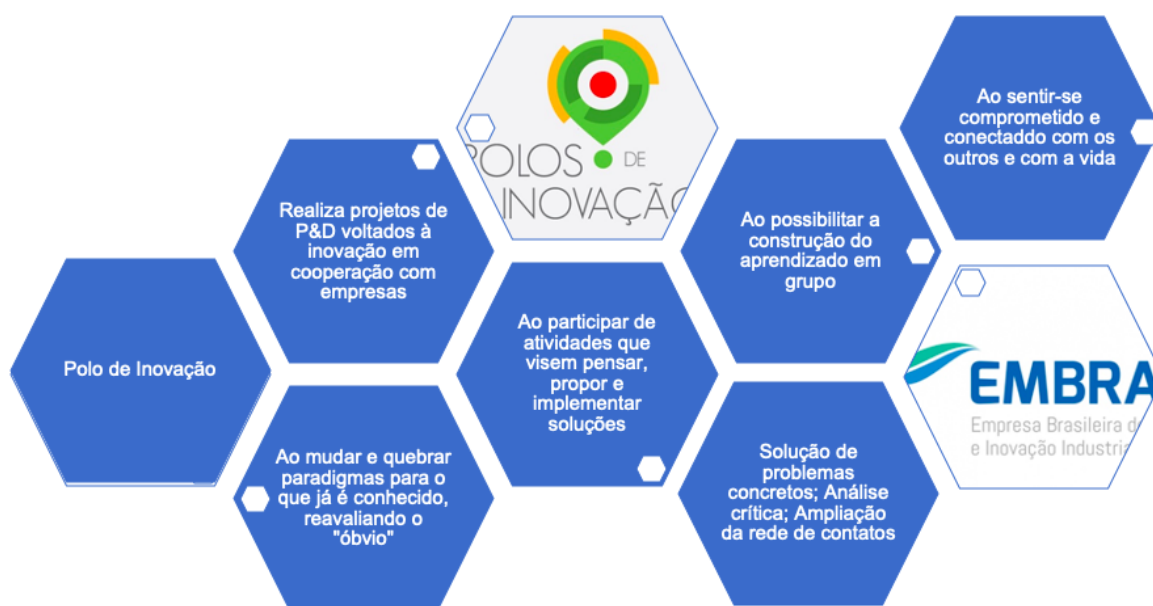 Polo de Inovação
Realiza projetos de
P&D voltados à
inovação em
cooperação com
empresas
Ao mudar e quebrar
paradigmas para o
que já é conhecido,
reavaliando o
"óbvio"
POLOS DE
INOVAÇÃO
Ao participar de
atividades que
visem pensar,
propor e
implementar
soluções
Ao possibilitar a
construção do
aprendizado em
grupo
Solução de
problemas
concretos; Análise
crítica; Ampliação
da rede de contatos
Ao sentir-se
comprometido e
conectaddo com os
outros e com a vida
EMBRA
Empresa Brasileira d
e Inovação Industria